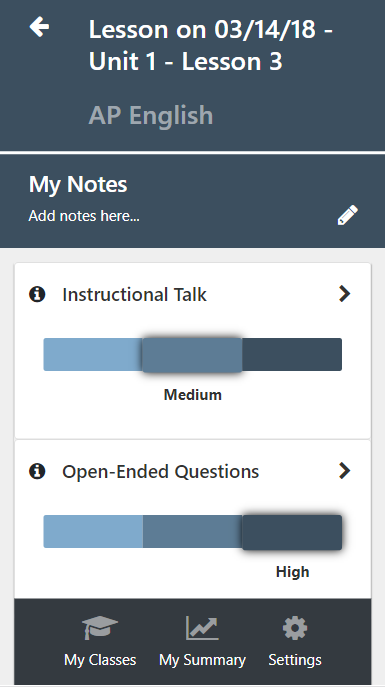 Lesson on 03/14/18 -
Unit 1 - Lesson 3
AP English
My Notes
Add notes here...
Instructional Talk
Medium
Open-Ended Questions
High
My Classes My Summary Settings